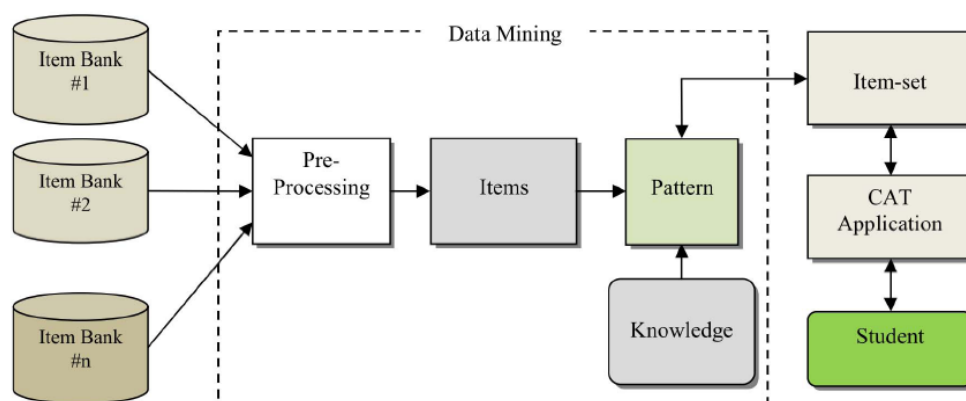 Data Mining
Item Bank
#1
Item Bank
#2
Item Bank
#n
Pre-
Processing
Items
Pattern
Knowledge
Item-set
CAT
Application
Student